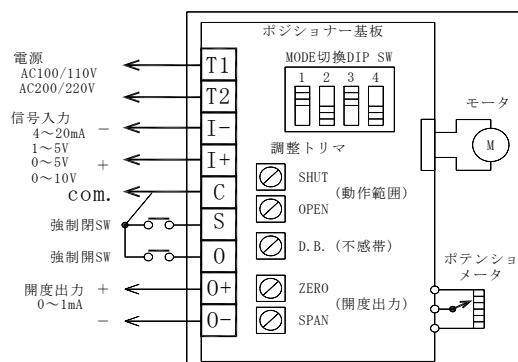 ポジショナー基板
電源
AC100/110V
AC200/220V
T1
T2
MODE切換DIP SW
1 2 3 4
信号入力
4～20mA
1～5V
0～5V
0～10V
−
+
I−
I+
モータ
M
調整トリマ
com.
C
SHUT
(動作範囲)
OPEN
強制閉SW
S
強制開SW
O
D.B.(不感帯)
ポテンショ
メータ
開度出力
0～1mA
+
−
O+
O−
ZERO
(開度出力)
SPAN